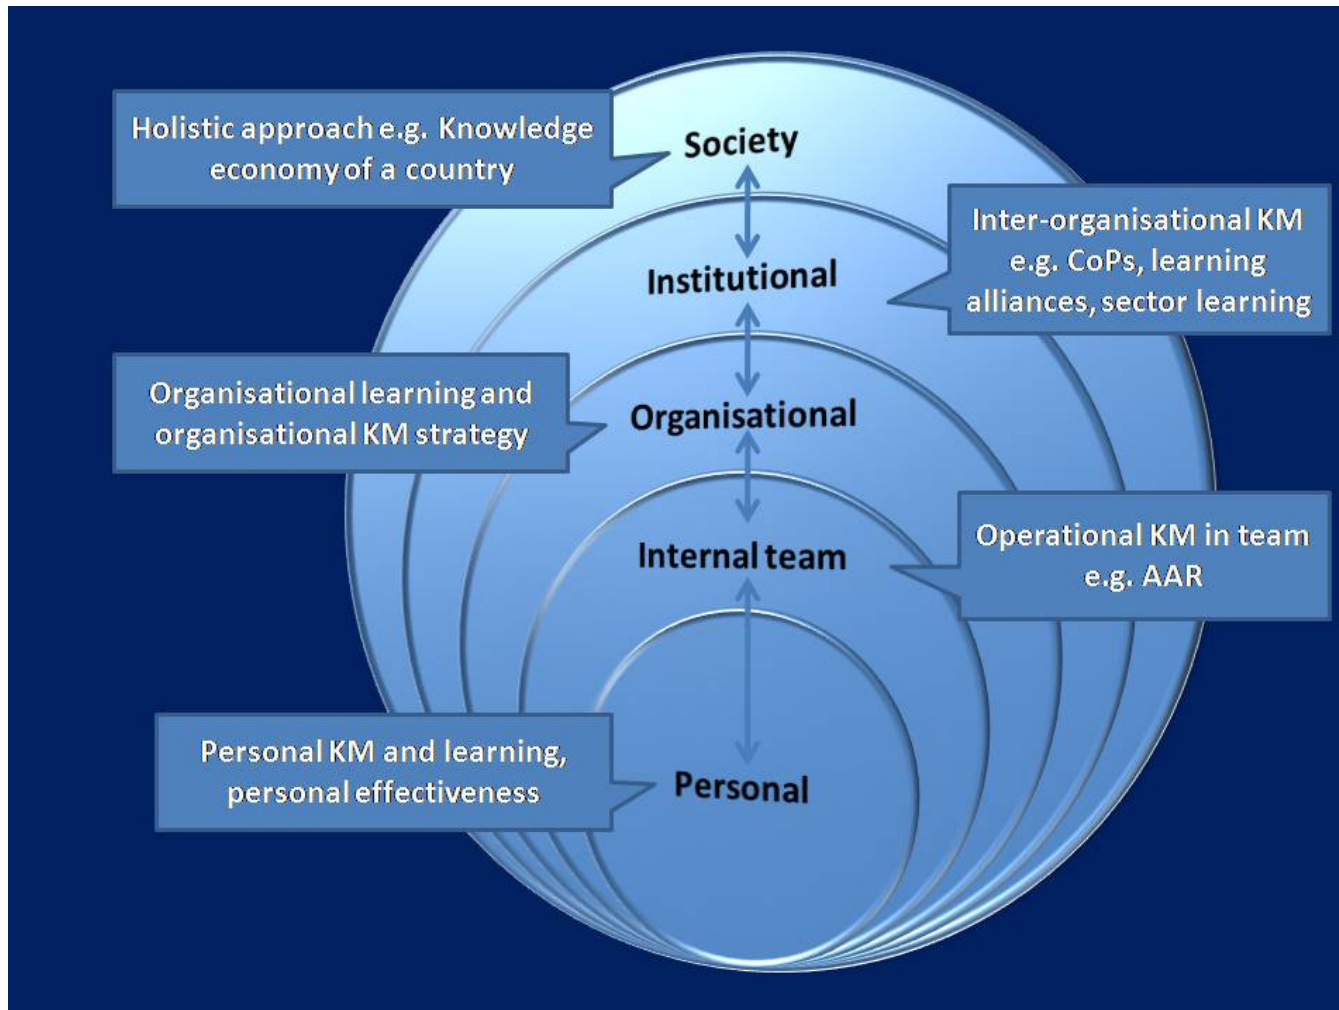 Holistic approach e.g. Knowledge
economy of a country
Society
Inter-organisational KM
e.g. CoPs, learning
alliances, sector learning
Institutional
Organisational learning and
organisational KM strategy
Organisational
Operational KM in team
e.g. AAR
Internal team
Personal KM and learning,
personal effectiveness
Personal